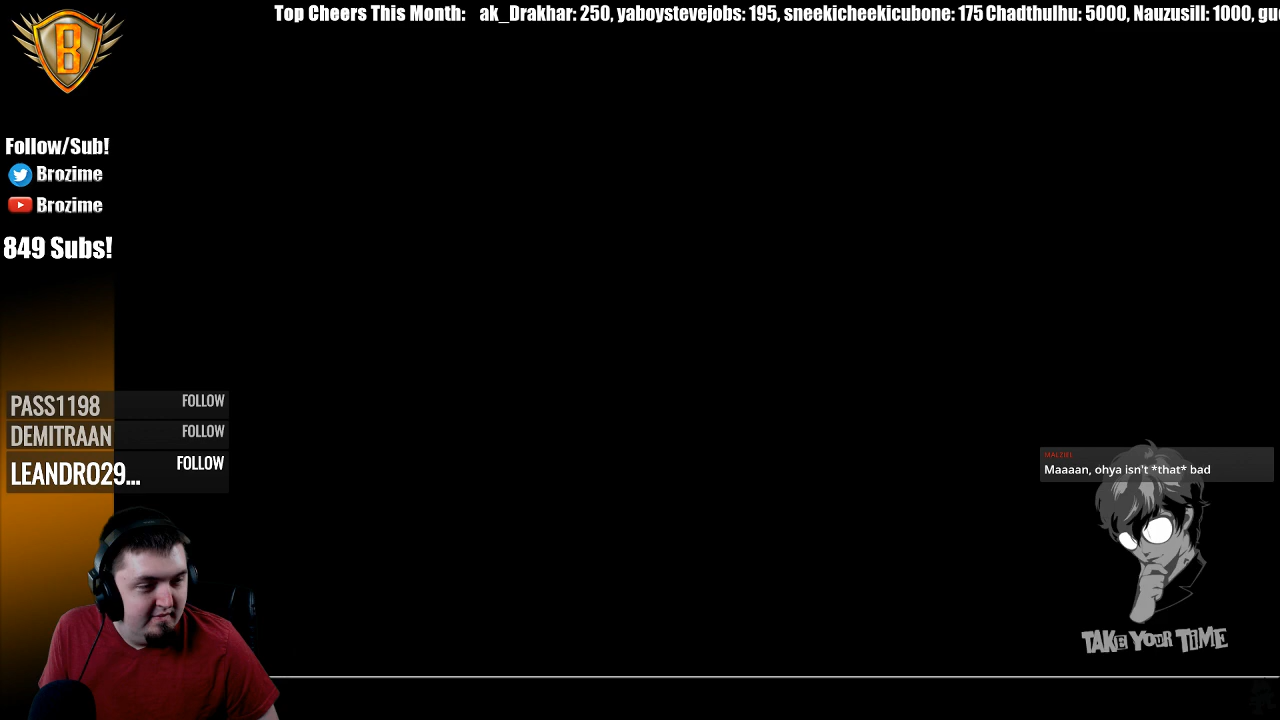 Top Cheers This Month: ak_Drakhar: 250, yaboystevejobs: 195, sneekicheekicubone: 175 Chadthulhu: 5000, Nauzusill: 1000,
B
Follow/Sub!
Brozime
Brozime
849 Subs!
PASS1198 FOLLOW
DEMITRAAN FOLLOW
LEANDRO29... FOLLOW
Maaaan, ohya isn't *that* bad
TAKE YOUR TIME